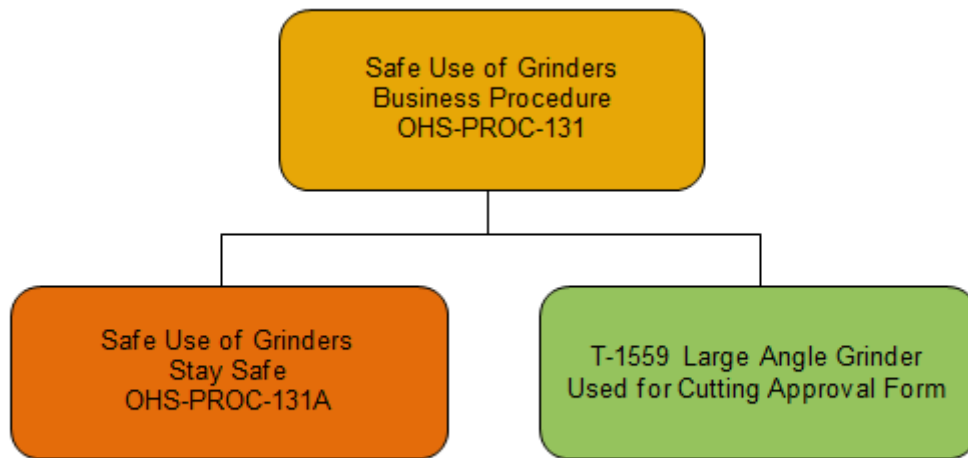 Safe Use of Grinders
Business Procedure
OHS-PROC-131
Safe Use of Grinders
Stay Safe
OHS-PROC-131A
T-1559 Large Angle Grinder
Used for Cutting Approval Form